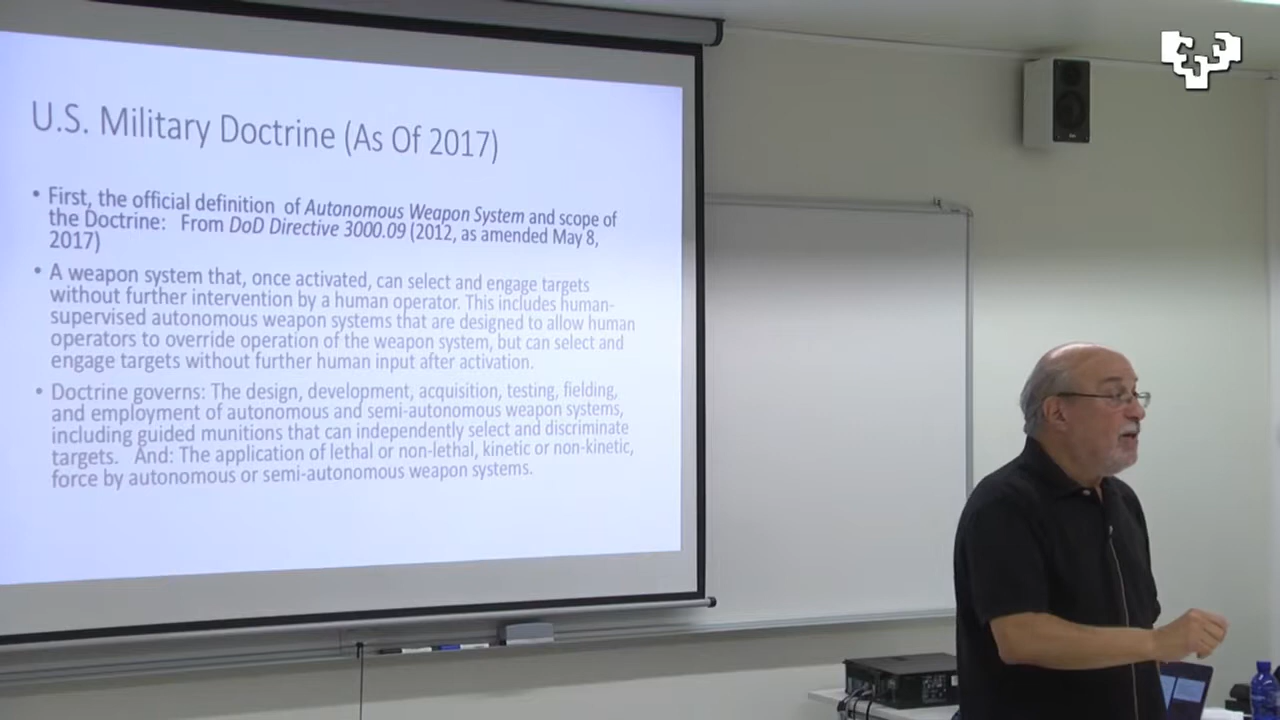 U.S. Military Doctrine (As Of 2017)
• First, the official definition of Autonomous Weapon System and scope of
the Doctrine: From DoD Directive 3000.09 (2012, as amended May 8,
2017)
• A weapon system that, once activated, can select and engage targets
without further intervention by a human operator. This includes human-
supervised autonomous weapon systems that are designed to allow human
operators to override operation of the weapon system, but can select and
engage targets without further human input after activation.
• Doctrine governs: The design, development, acquisition, testing, fielding,
and employment of autonomous and semi-autonomous weapon systems,
including guided munitions that can independently select and discriminate
targets. And: The application of lethal or non-lethal, kinetic or non-kinetic,
force by autonomous or semi-autonomous weapon systems.